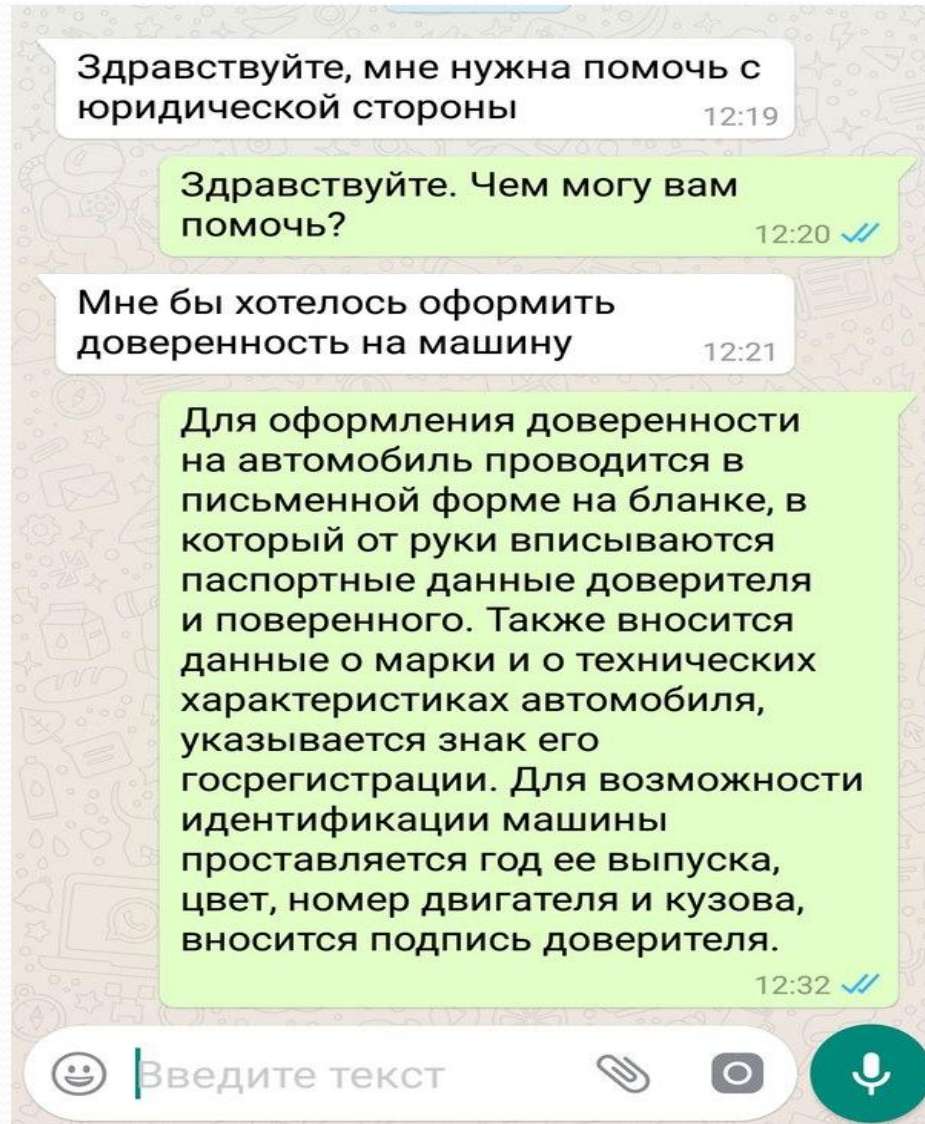 Здравствуйте, мне нужна помочь с
юридической стороны
12:19
Здравствуйте. Чем могу вам
помочь?
12:20
Мне бы хотелось оформить
доверенность на машину
12:21
Для оформления доверенности
на автомобиль проводится в
письменной форме на бланке, в
который от руки вписываются
паспортные данные доверителя
и поверенного. Также вносится
данные о марки и о технических
характеристиках автомобиля,
указывается знак его
госрегистрации. Для возможности
идентификации машины
проставляется год ее выпуска,
цвет, номер двигателя и кузова,
вносится подпись доверителя.
12:32
Введите текст